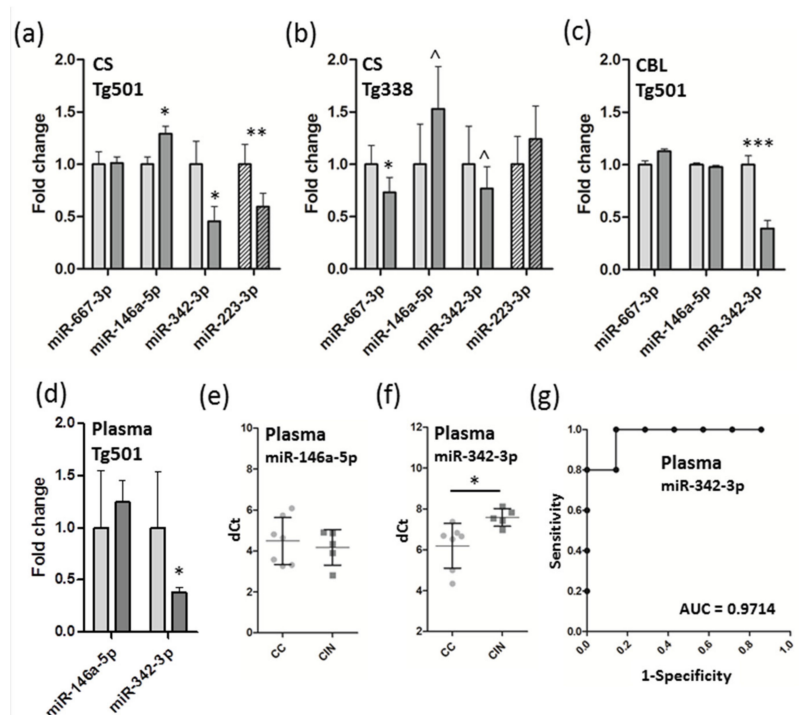 (a)
CS
Tg501
Fold change
2.0
1.5
1.0
0.5
0.0
*
*
**
miR-667-3p
miR-146a-5p
miR-342-3p
miR-223-3p
(b)
CS
Tg338
Fold change
2.0
1.5
1.0
0.5
0.0
*
^
^
miR-667-3p
miR-146a-5p
miR-342-3p
miR-223-3p
(c)
CBL
Tg501
Fold change
2.0
1.5
1.0
0.5
0.0
***
miR-667-3p
miR-146a-5p
miR-342-3p
(d)
Plasma
Tg501
Fold change
2.0
1.5
1.0
0.5
0.0
*
miR-146a-5p
miR-342-3p
(e)
Plasma
miR-146a-5p
dCt
10
8
6
4
2
0
CC
CIN
(f)
Plasma
miR-342-3p
*
dCt
12
10
8
6
4
2
CC
CIN
(g)
Plasma
miR-342-3p
Sensitivity
1.0
0.8
0.6
0.4
0.2
0.0
AUC = 0.9714
0.0 0.2 0.4 0.6 0.8 1.0
1-Specificity